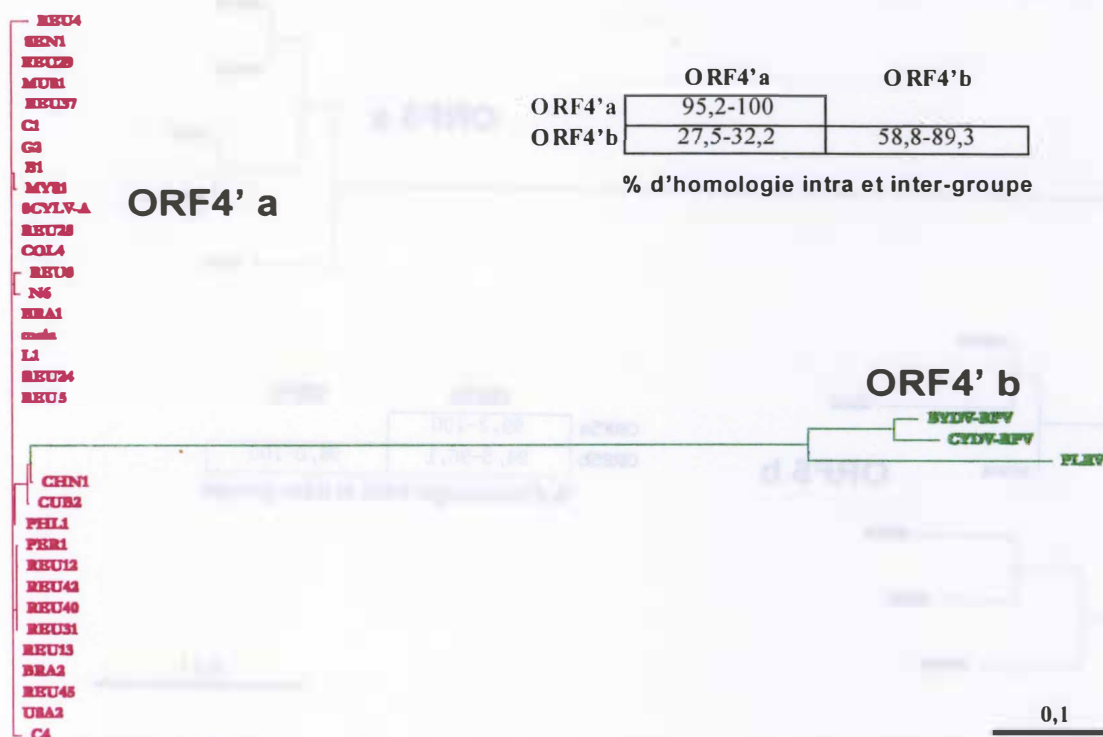 REU4
SEN1
REU29
MUR1
REU37
C1
G2
B1
MYR1
SCYLV-A
REU28
COL4
REU8
N6
BRA1
L1
REU24
REU5
ORF4' a
ORF4'a ORF4'b
ORF4'a 95,2-100
ORF4'b 27,5-32,2 58,8-89,3
% d'homologie intra et inter-groupe
ORF4' b
BYDV-RPV
CYDV-RPV
PLRV
CHN1
CUB2
PHL1
PER1
REU12
REU42
REU40
REU31
REU13
BRA2
REU45
USA2
C4
0,1